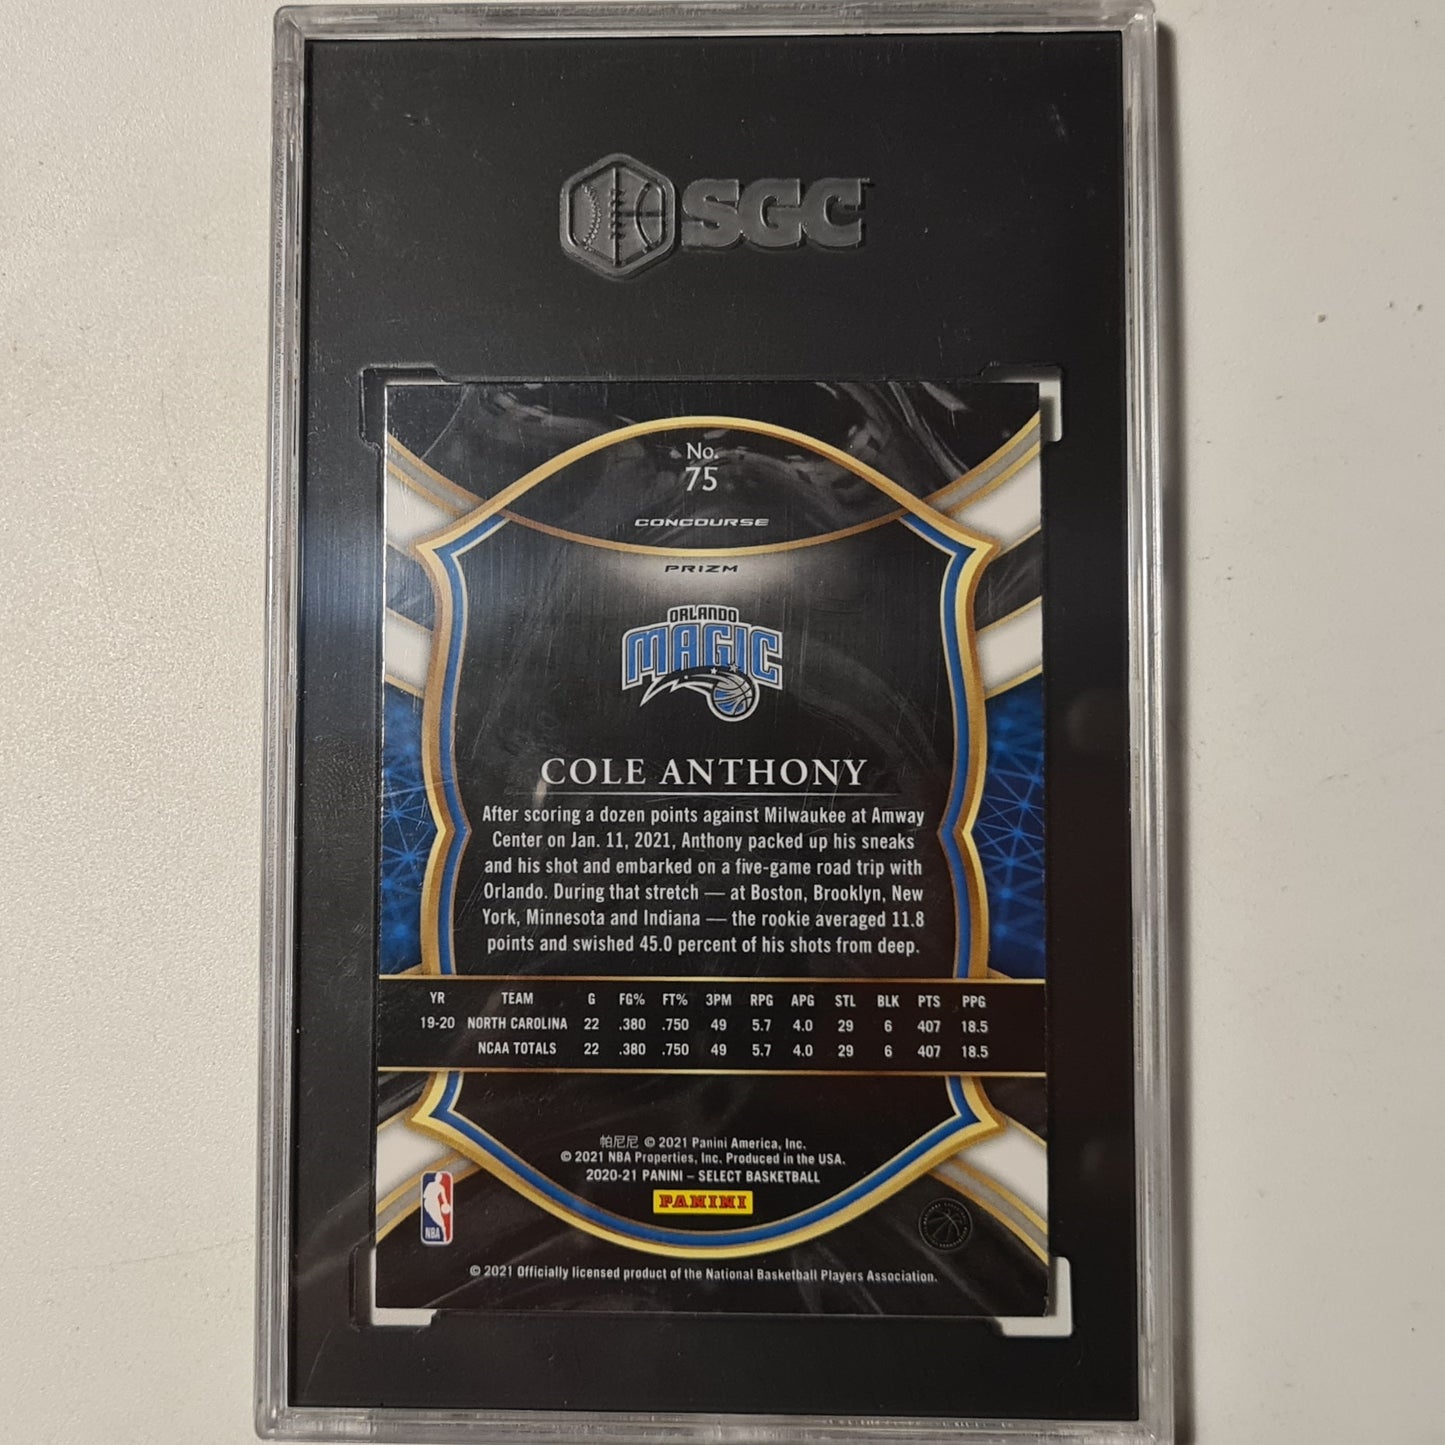 SGC
No.
75
CONCOURSE
PRIZM
ORLANDO
MAGIC
COLE ANTHONY
After scoring a dozen points against Milwaukee at Amway
Center on Jan. 11, 2021, Anthony packed up his sneaks
and his shot and embarked on a five-game road trip with
Orlando. During that stretch — at Boston, Brooklyn, New
York, Minnesota and Indiana — the rookie averaged 11.8
points and swished 45.0 percent of his shots from deep.
YR TEAM G FG% FT% 3PM RPG APG STL BLK PTS PPG
19-20 NORTH CAROLINA 22 .380 .750 49 5.7 4.0 29 6 407 18.5
NCAA TOTALS 22 .380 .750 49 5.7 4.0 29 6 407 18.5
帕尼尼 © 2021 Panini America, Inc.
© 2021 NBA Properties, Inc. Produced in the USA.
2020-21 PANINI – SELECT BASKETBALL
PANINI
NBA
© 2021 Officially licensed product of the National Basketball Players Association.